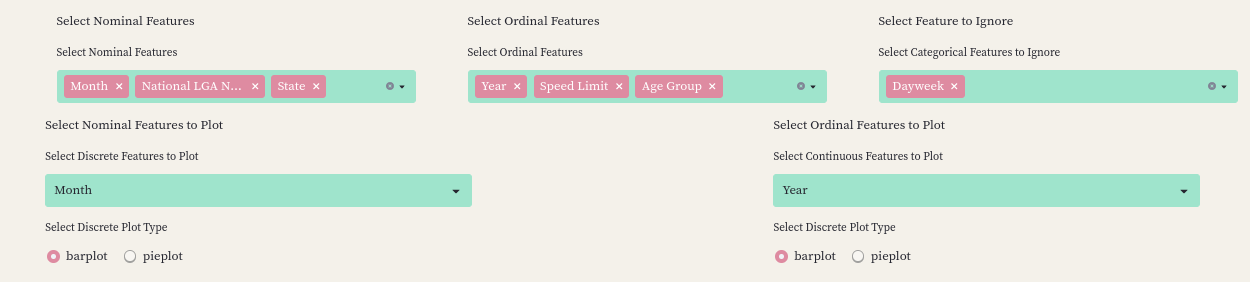 Select Nominal Features
Select Ordinal Features
Select Feature to Ignore
Select Nominal Features
Select Ordinal Features
Select Categorical Features to Ignore
Month × National LGA N... × State ×
Year × Speed Limit × Age Group ×
Dayweek ×
Select Nominal Features to Plot
Select Ordinal Features to Plot
Select Discrete Features to Plot
Select Continuous Features to Plot
Month
Year
Select Discrete Plot Type
Select Discrete Plot Type
barplot pieplot
barplot pieplot